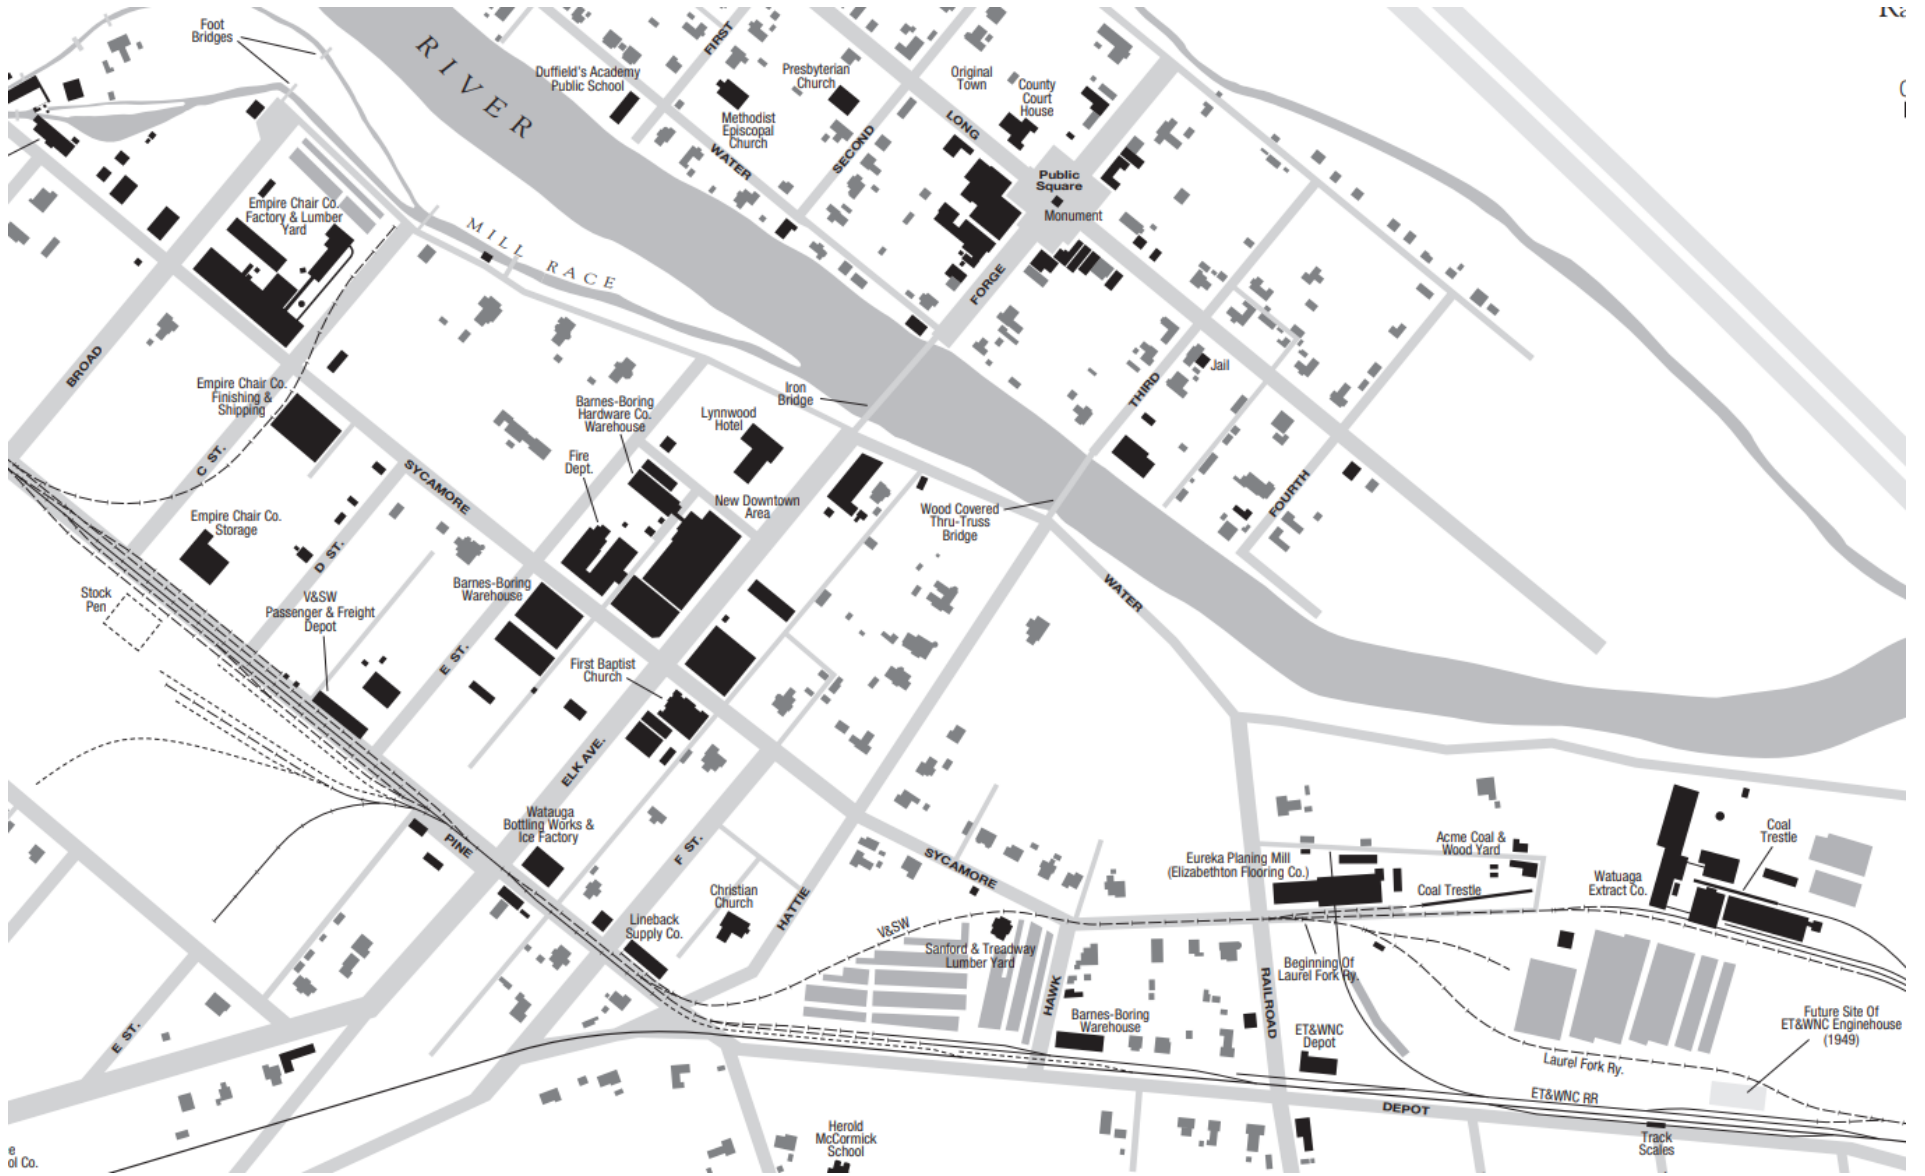 Foot
Bridges
RIVER
Duffield's Academy
Public School
FIRST
Presbyterian
Church
Original
Town
County
Court
House
Methodist
Episcopal
Church
LONG
SECOND
WATER
Public
Square
Monument
Empire Chair Co.
Factory & Lumber
Yard
MILL RACE
FORGE
BROAD
Jail
THIRD
Empire Chair Co.
Finishing &
Shipping
Iron
Bridge
Barnes-Boring
Hardware Co.
Warehouse
Lynnwood
Hotel
C ST.
SYCAMORE
Fire
Dept.
New Downtown
Area
Wood Covered
Thru-Truss
Bridge
FOURTH
Empire Chair Co.
Storage
D ST.
Stock
Pen
V&SW
Passenger & Freight
Depot
Barnes-Boring
Warehouse
WATER
E ST.
First Baptist
Church
ELK AVE.
Watauga
Bottling Works &
Ice Factory
PINE
F ST.
SYCAMORE
Eureka Planing Mill
(Elizabethton Flooring Co.)
Acme Coal &
Wood Yard
Coal
Trestle
Coal Trestle
Watuaga
Extract Co.
Christian
Church
HATTIE
Lineback
Supply Co.
V&SW
Sanford & Treadway
Lumber Yard
Beginning Of
Laurel Fork Ry.
HAWK
RAILROAD
Barnes-Boring
Warehouse
ET&WNC
Depot
Future Site Of
ET&WNC Enginehouse
(1949)
E ST.
Laurel Fork Ry.
ET&WNC RR
DEPOT
Herold
McCormick
School
Track
Scales
ol Co.